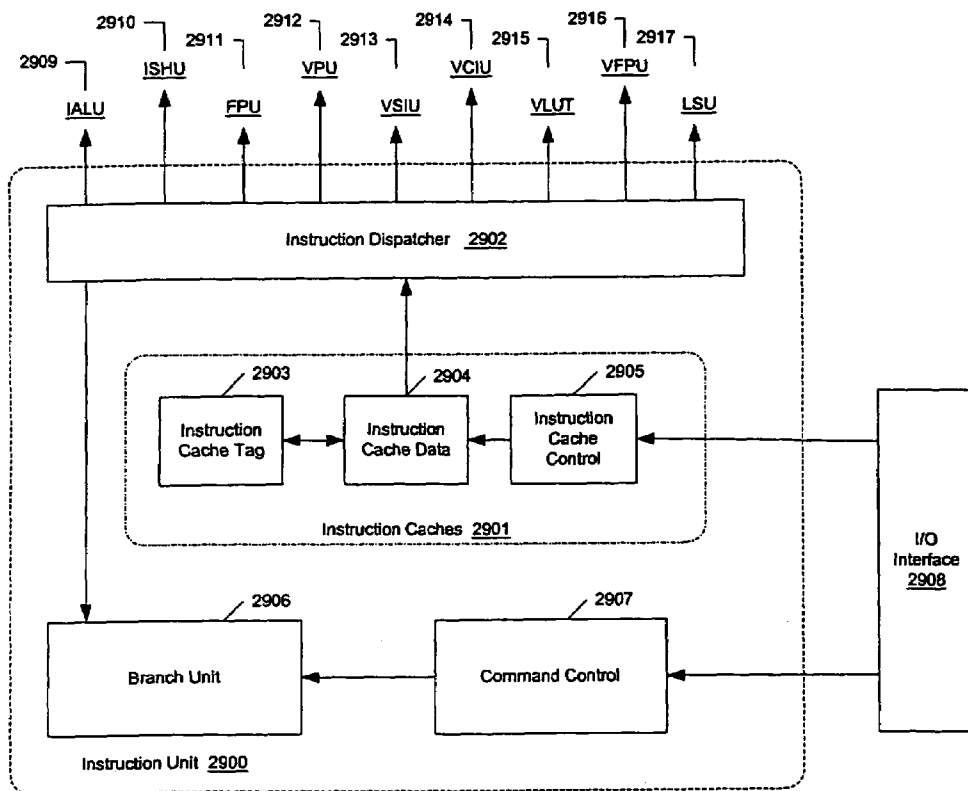 2909
2910
2911
2912
2913
2914
2915
2916
2917
IALU
ISHU
FPU
VPU
VSIU
VCIU
VLUT
VFPU
LSU
Instruction Dispatcher 2902
2903
2904
2905
Instruction
Cache Tag
Instruction
Cache Data
Instruction
Cache
Control
Instruction Caches 2901
I/O
Interface
2908
2906
2907
Branch Unit
Command Control
Instruction Unit 2900